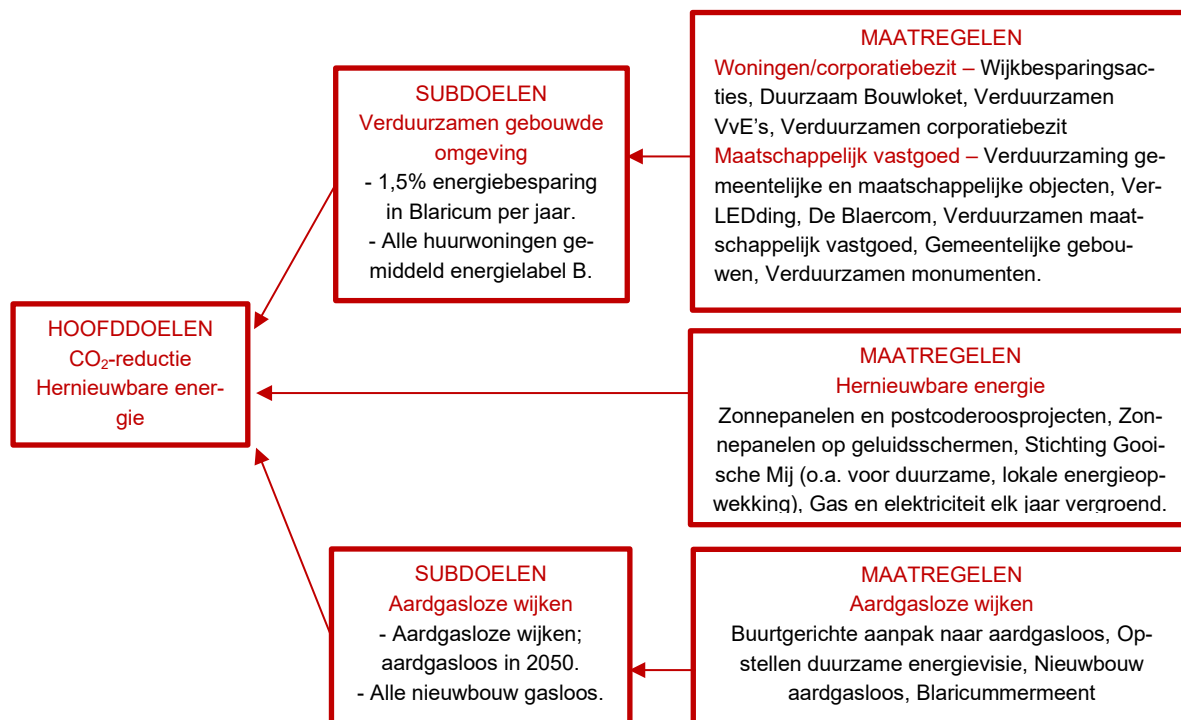 MAATREGELEN
Woningen/corporatiebezit – Wijkbesparingsac-
ties, Duurzaam Bouwloket, Verduurzamen
VvE's, Verduurzamen corporatiebezit
Maatschappelijk vastgoed – Verduurzaming ge-
meentelijke en maatschappelijke objecten, Ver-
LEDding, De Blaercom, Verduurzamen maat-
schappelijk vastgoed, Gemeentelijke gebou-
wen, Verduurzamen monumenten.
SUBDOELEN
Verduurzamen gebouwde
omgeving
- 1,5% energiebesparing
in Blaricum per jaar.
- Alle huurwoningen ge-
middeld energielabel B.
HOOFDDOELEN
CO₂-reductie
Hernieuwbare ener-
gie
MAATREGELEN
Hernieuwbare energie
Zonnepanelen en postcoderoosprojecten, Zon-
nepanelen op geluidsschermen, Stichting Gooi-
sche Mij (o.a. voor duurzame, lokale energieop-
wekking), Gas en elektriciteit elk jaar vergroend.
SUBDOELEN
Aardgasloze wijken
- Aardgasloze wijken;
aardgasloos in 2050.
- Alle nieuwbouw gasloos.
MAATREGELEN
Aardgasloze wijken
Buurtgerichte aanpak naar aardgasloos, Op-
stellen duurzame energievisie, Nieuwbouw
aardgasloos, Blaricummermeent